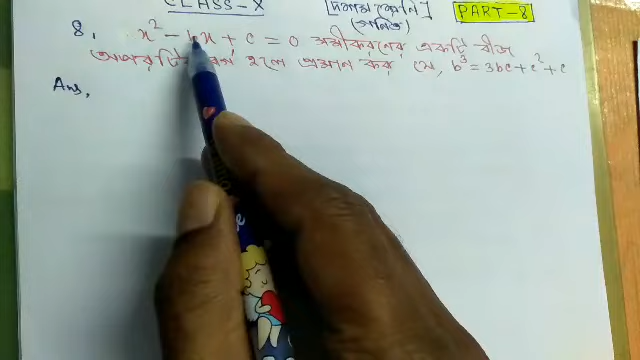 CLASS-X [দশম শ্রেণি]
(গণিত) PART-8
8. x² - bx + c = 0 সমীকরণের একটি বীজ
অপরটির হলে প্রমাণ কর যে, b³ = 3bc + c² + c
Ans,